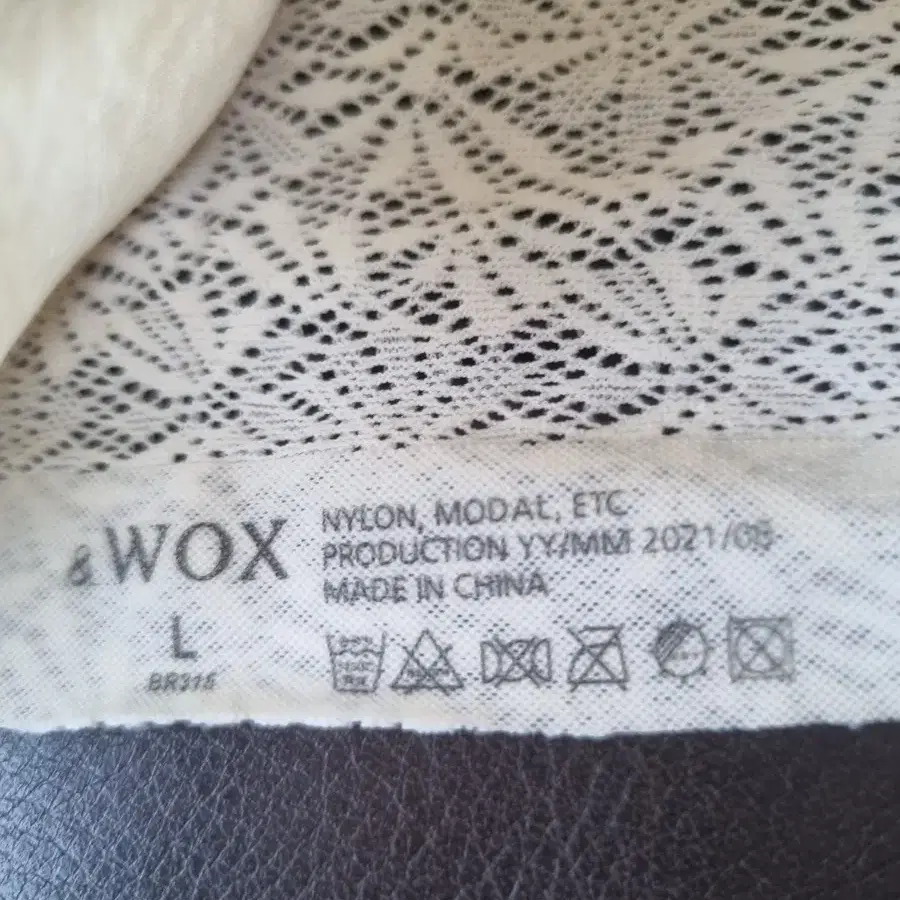 &WOX
L
NYLON, MODAL, ETC
PRODUCTION YY/MM 2021/08
MADE IN CHINA